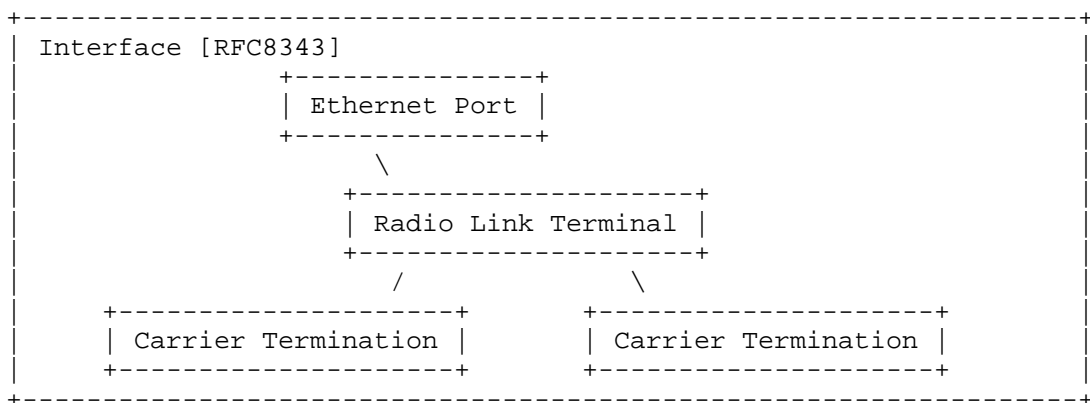 Interface [RFC8343]
Ethernet Port
Radio Link Terminal
Carrier Termination Carrier Termination